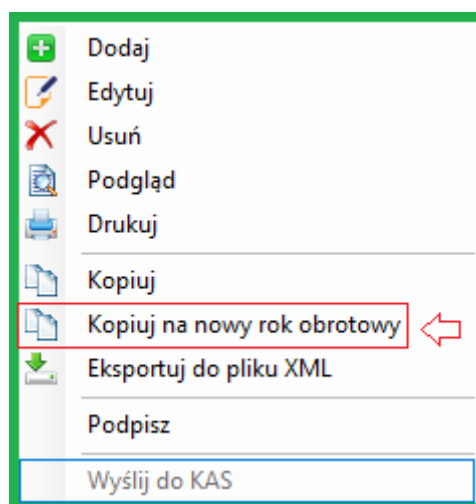 Dodaj
Edytuj
Usuń
Podgląd
Drukuj
Kopiuj
Kopiuj na nowy rok obrotowy
Eksportuj do pliku XML
Podpisz
Wyślij do KAS